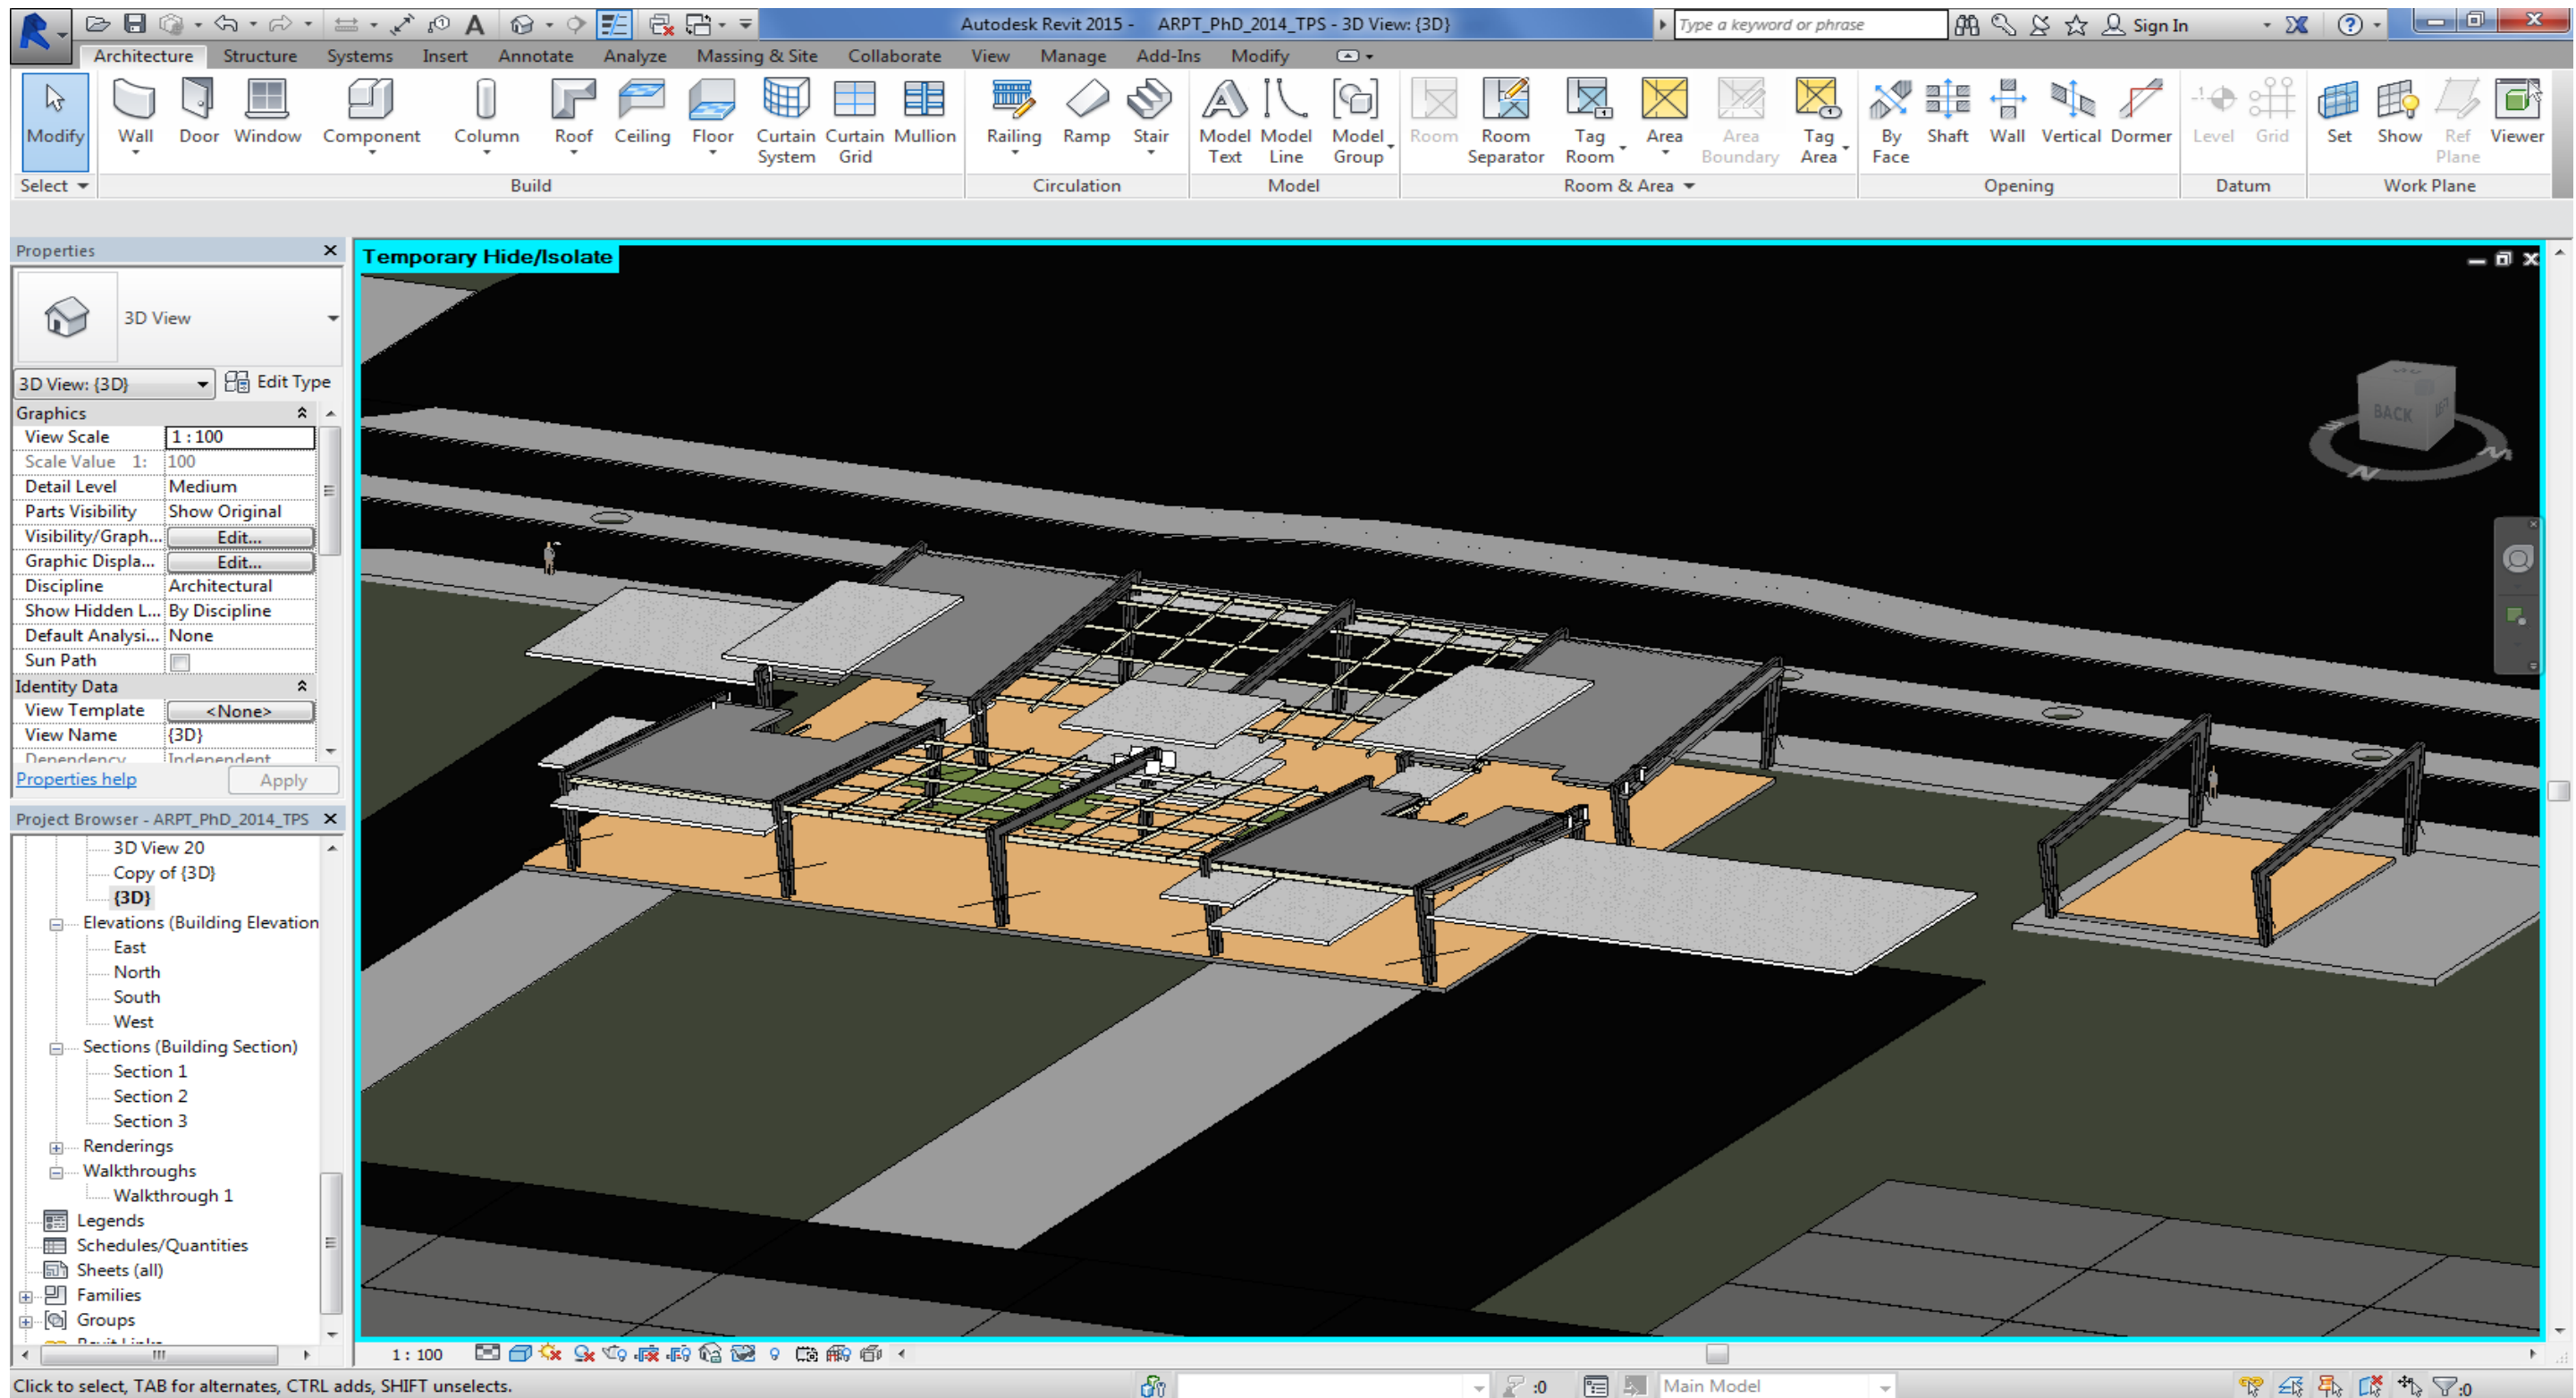 Autodesk Revit 2015 - ARPT_PhD_2014_TPS - 3D View: {3D}
Type a keyword or phrase
Sign In
Architecture Structure Systems Insert Annotate Analyze Massing & Site Collaborate View Manage Add-Ins Modify
Modify Wall Door Window Component Column Roof Ceiling Floor Curtain System Curtain Grid Mullion Railing Ramp Stair Model Text Model Line Model Group Room Room Separator Tag Room Area Area Boundary Tag Area By Face Shaft Wall Vertical Dormer Level Grid Set Show Ref Plane Viewer
Select Build Circulation Model Room & Area Opening Datum Work Plane
Properties
3D View
3D View: {3D} Edit Type
Graphics
View Scale 1 : 100
Scale Value 1: 100
Detail Level Medium
Parts Visibility Show Original
Visibility/Graph... Edit...
Graphic Displa... Edit...
Discipline Architectural
Show Hidden L... By Discipline
Default Analysi... None
Sun Path
Identity Data
View Template <None>
View Name {3D}
Dependency Independent
Properties help Apply
Project Browser - ARPT_PhD_2014_TPS
3D View 20
Copy of {3D}
{3D}
Elevations (Building Elevation
East
North
South
West
Sections (Building Section)
Section 1
Section 2
Section 3
Renderings
Walkthroughs
Walkthrough 1
Legends
Schedules/Quantities
Sheets (all)
Families
Groups
Revit Links
Temporary Hide/Isolate
BACK
N
1 : 100
Click to select, TAB for alternates, CTRL adds, SHIFT unselects.
:0
Main Model
:0